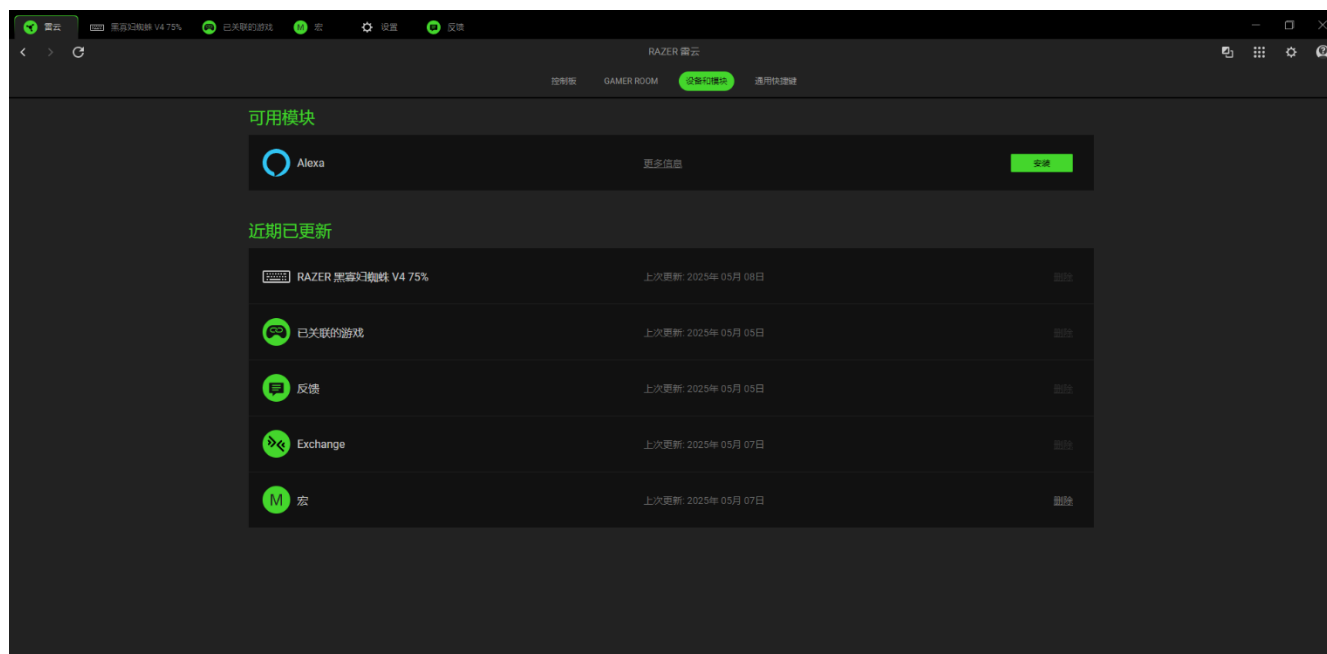 雷云 黑寡妇蜘蛛 V4 75% 已关联的游戏 M 宏 设置 反馈
RAZER 雷云
控制板 GAMER ROOM 设备和模块 通用快捷键
可用模块
Alexa 更多信息 安装
近期已更新
RAZER 黑寡妇蜘蛛 V4 75% 上次更新: 2025年 05月 08日 删除
已关联的游戏 上次更新: 2025年 05月 05日 删除
反馈 上次更新: 2025年 05月 05日 删除
Exchange 上次更新: 2025年 05月 07日 删除
M 宏 上次更新: 2025年 05月 07日 删除